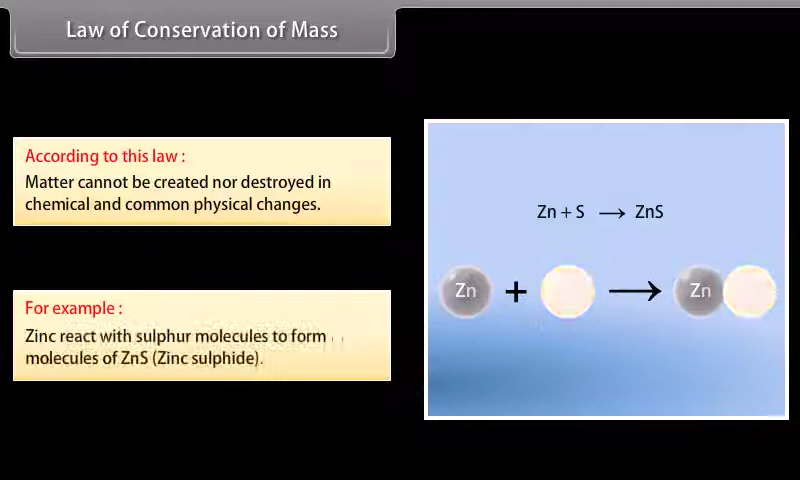 Law of Conservation of Mass
According to this law :
Matter cannot be created nor destroyed in
chemical and common physical changes.
For example :
Zinc react with sulphur molecules to form
molecules of ZnS (Zinc sulphide).
Zn + S → ZnS
Zn + → Zn